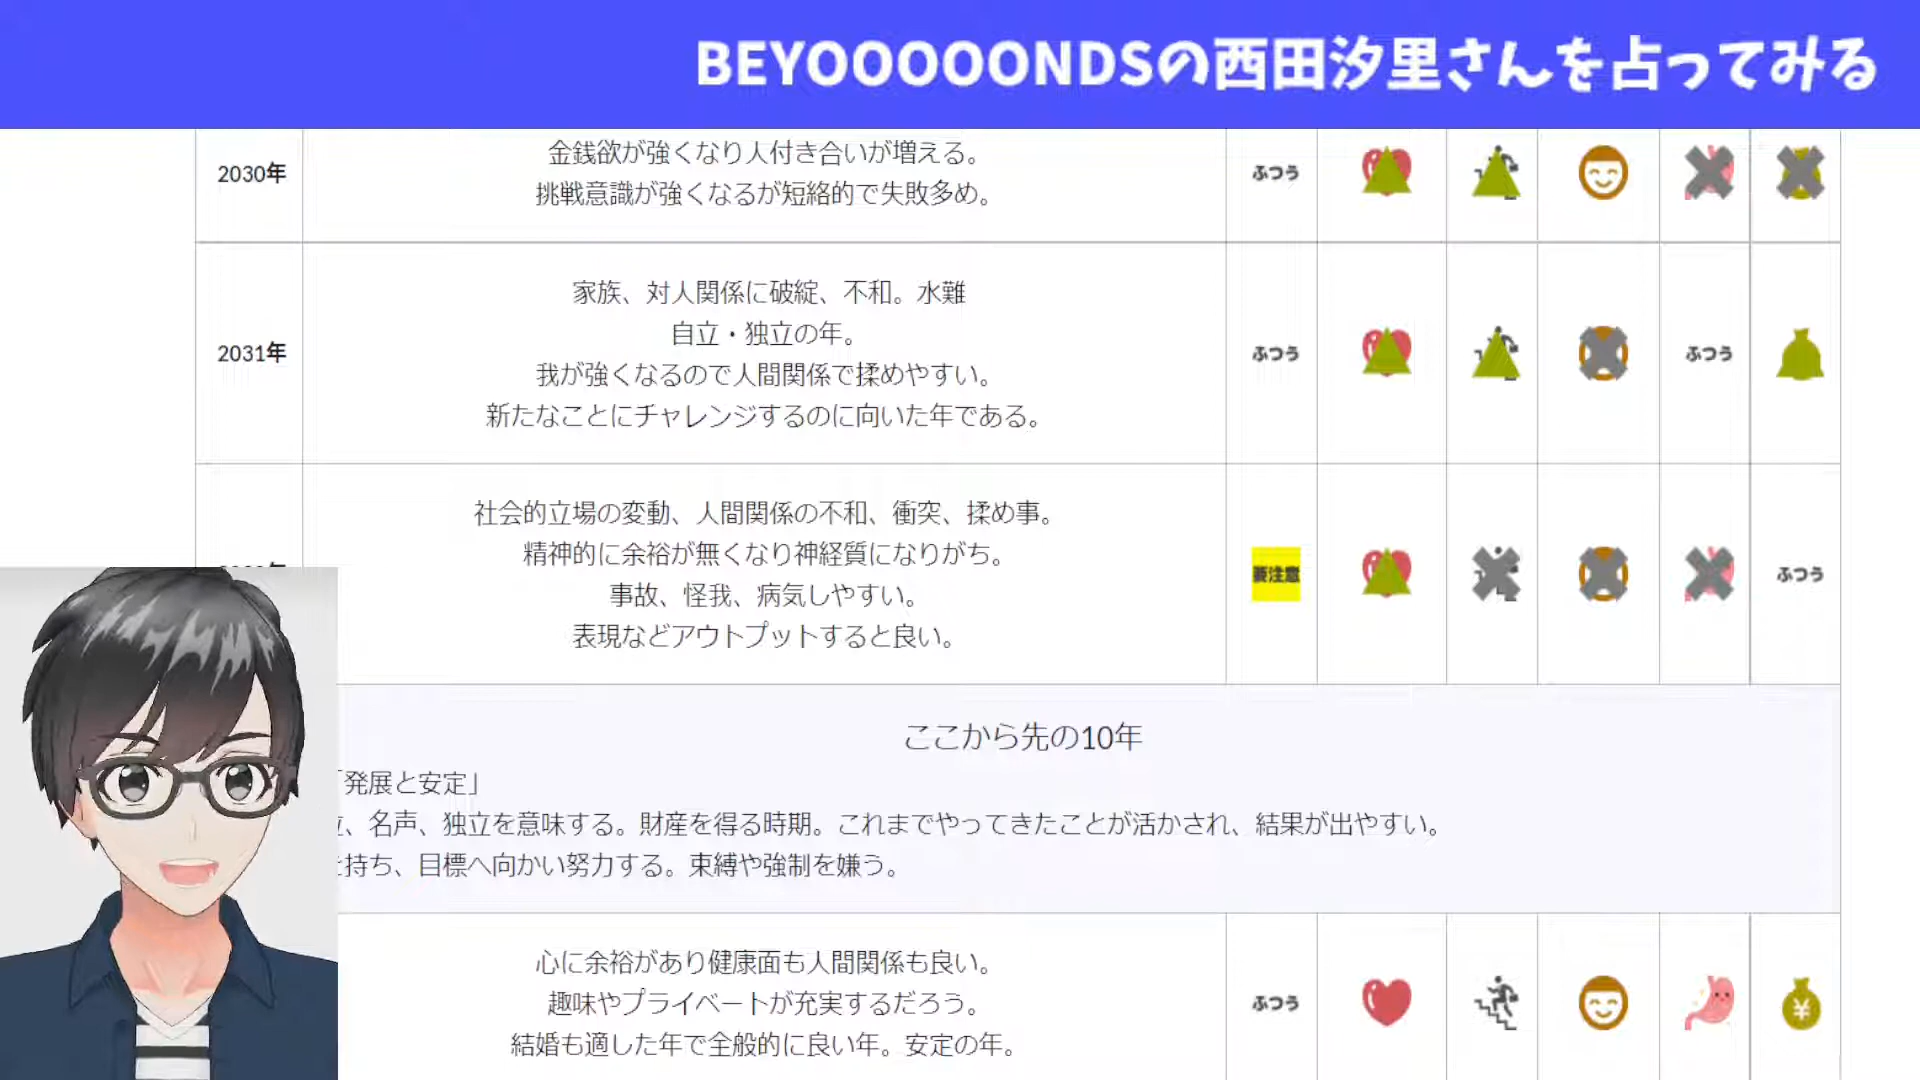 BEYOOOOONDSの西田汐里さんを占ってみる
2030年
金銭欲が強くなり人付き合いが増える。
挑戦意識が強くなるが短絡的で失敗多め。
ふつう
2031年
家族、対人関係に破綻、不和。水難
自立・独立の年。
我が強くなるので人間関係で揉めやすい。
新たなことにチャレンジするのに向いた年である。
ふつう
ふつう
社会的立場の変動、人間関係の不和、衝突、揉め事。
精神的に余裕が無くなり神経質になりがち。
事故、怪我、病気しやすい。
表現などアウトプットすると良い。
要注意
ふつう
ここから先の10年
「発展と安定」
、名声、独立を意味する。財産を得る時期。これまでやってきたことが活かされ、結果が出やすい。
持ち、目標へ向かい努力する。束縛や強制を嫌う。
心に余裕があり健康面も人間関係も良い。
趣味やプライベートが充実するだろう。
結婚も適した年で全般的に良い年。安定の年。
ふつう
¥